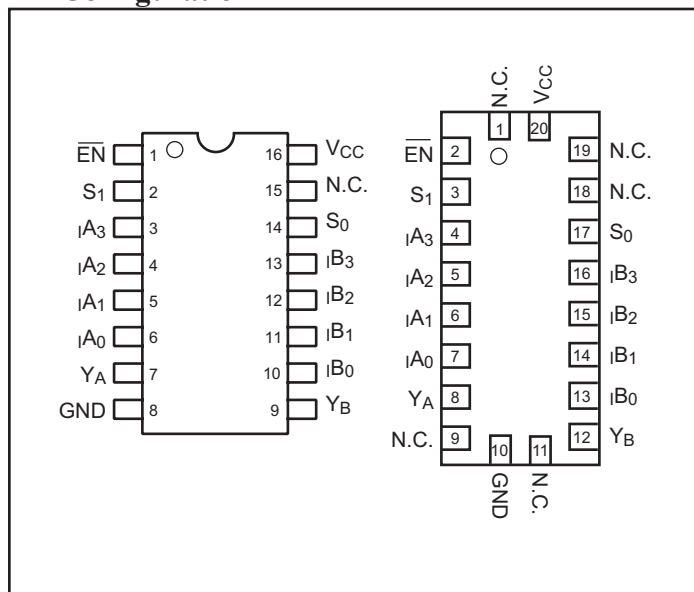 N.C.
VCC
EN 1 16 VCC
S1 2 15 N.C.
IA3 3 14 S0
IA2 4 13 IB3
IA1 5 12 IB2
IA0 6 11 IB1
YA 7 10 IB0
GND 8 9 YB
1 20
EN 2 19 N.C.
S1 3 18 N.C.
IA3 4 17 S0
IA2 5 16 IB3
IA1 6 15 IB2
IA0 7 14 IB1
YA 8 13 IB0
N.C. 9 12 YB
10 11
GND
N.C.